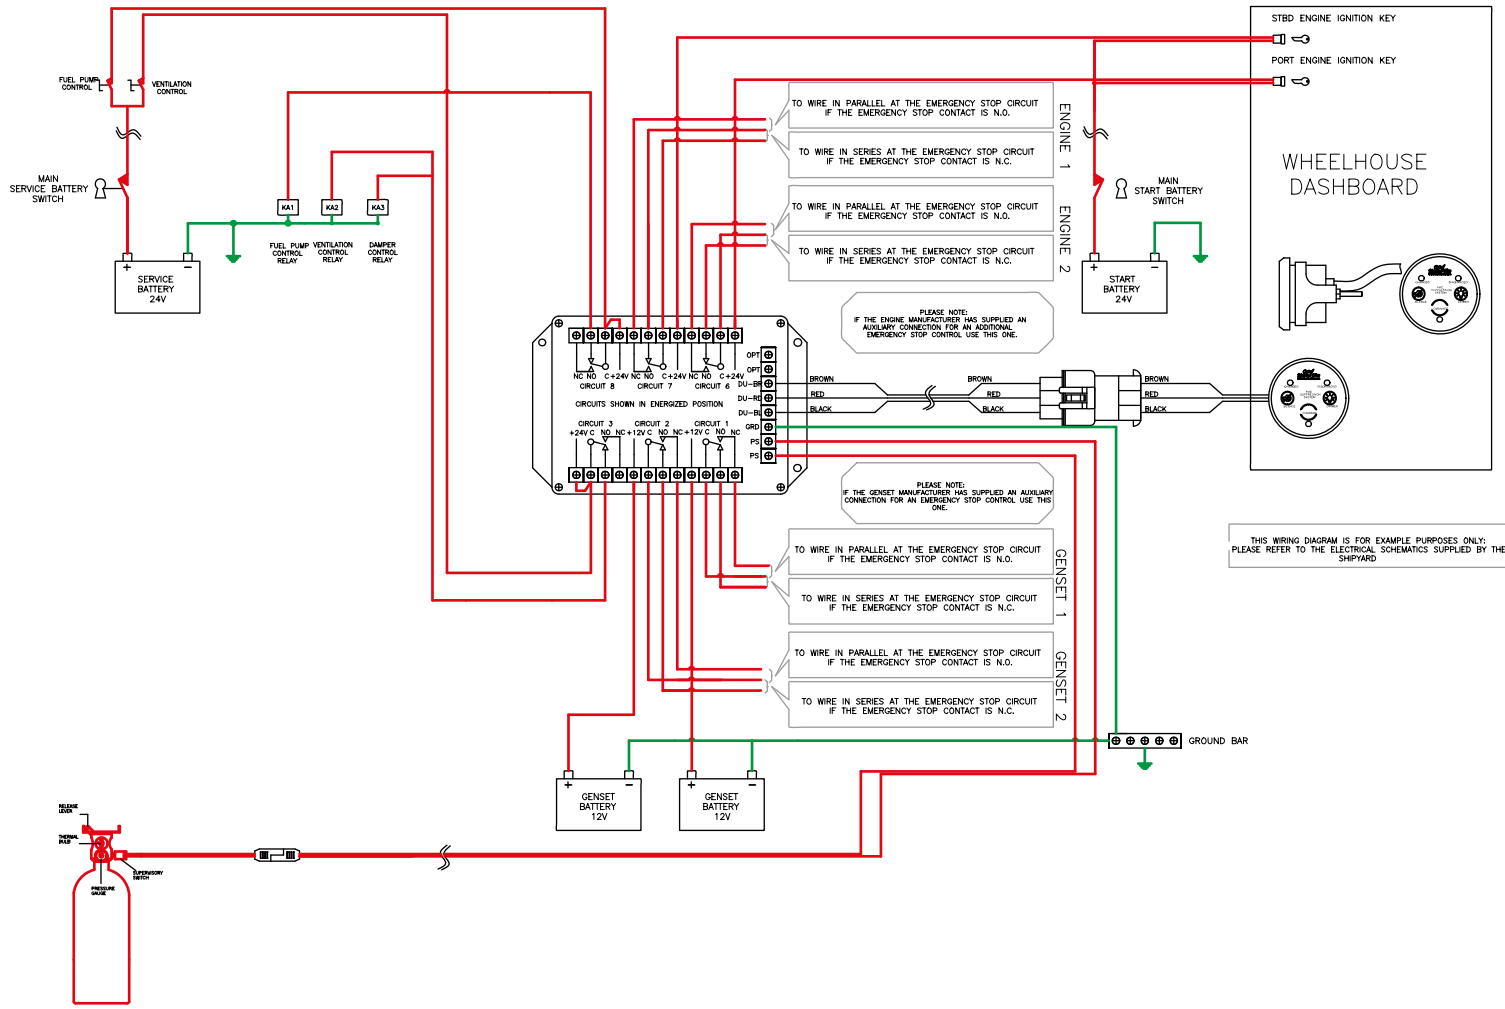 STBD ENGINE IGNITION KEY
PORT ENGINE IGNITION KEY
WHEELHOUSE
DASHBOARD
FUEL PUMP
CONTROL
VENTILATION
CONTROL
MAIN
SERVICE BATTERY
SWITCH
KA1
KA2
KA3
FUEL PUMP
CONTROL
RELAY
VENTILATION
CONTROL
RELAY
DAMPER
CONTROL
RELAY
+ −
SERVICE
BATTERY
24V
TO WIRE IN PARALLEL AT THE EMERGENCY STOP CIRCUIT
IF THE EMERGENCY STOP CONTACT IS N.O.
TO WIRE IN SERIES AT THE EMERGENCY STOP CIRCUIT
IF THE EMERGENCY STOP CONTACT IS N.C.
ENGINE 1
TO WIRE IN PARALLEL AT THE EMERGENCY STOP CIRCUIT
IF THE EMERGENCY STOP CONTACT IS N.O.
TO WIRE IN SERIES AT THE EMERGENCY STOP CIRCUIT
IF THE EMERGENCY STOP CONTACT IS N.C.
ENGINE 2
MAIN
START BATTERY
SWITCH
+ −
START
BATTERY
24V
PLEASE NOTE:
IF THE ENGINE MANUFACTURER HAS SUPPLIED AN
AUXILIARY CONNECTION FOR AN ADDITIONAL
EMERGENCY STOP CONTROL USE THIS ONE.
NC NO C +24V NC NO C +24V NC NO C +24V
CIRCUIT 8 CIRCUIT 7 CIRCUIT 6
CIRCUITS SHOWN IN ENERGIZED POSITION
CIRCUIT 3 CIRCUIT 2 CIRCUIT 1
+24V C NO NC +12V C NO NC +12V C NO NC
OPT
OPT
DU-BR
DU-RD
DU-BL
GRD
PS
PS
BROWN
RED
BLACK
BROWN
RED
BLACK
BROWN
RED
BLACK
PLEASE NOTE:
IF THE GENSET MANUFACTURER HAS SUPPLIED AN AUXILIARY
CONNECTION FOR AN EMERGENCY STOP CONTROL USE THIS
ONE.
THIS WIRING DIAGRAM IS FOR EXAMPLE PURPOSES ONLY:
PLEASE REFER TO THE ELECTRICAL SCHEMATICS SUPPLIED BY THE
SHIPYARD
TO WIRE IN PARALLEL AT THE EMERGENCY STOP CIRCUIT
IF THE EMERGENCY STOP CONTACT IS N.O.
TO WIRE IN SERIES AT THE EMERGENCY STOP CIRCUIT
IF THE EMERGENCY STOP CONTACT IS N.C.
GENSET 1
TO WIRE IN PARALLEL AT THE EMERGENCY STOP CIRCUIT
IF THE EMERGENCY STOP CONTACT IS N.O.
TO WIRE IN SERIES AT THE EMERGENCY STOP CIRCUIT
IF THE EMERGENCY STOP CONTACT IS N.C.
GENSET 2
GROUND BAR
+ −
GENSET
BATTERY
12V
+ −
GENSET
BATTERY
12V
RELEASE
LEVER
THERMAL
BULB
SUPERVISORY
SWITCH
PRESSURE
GAUGE